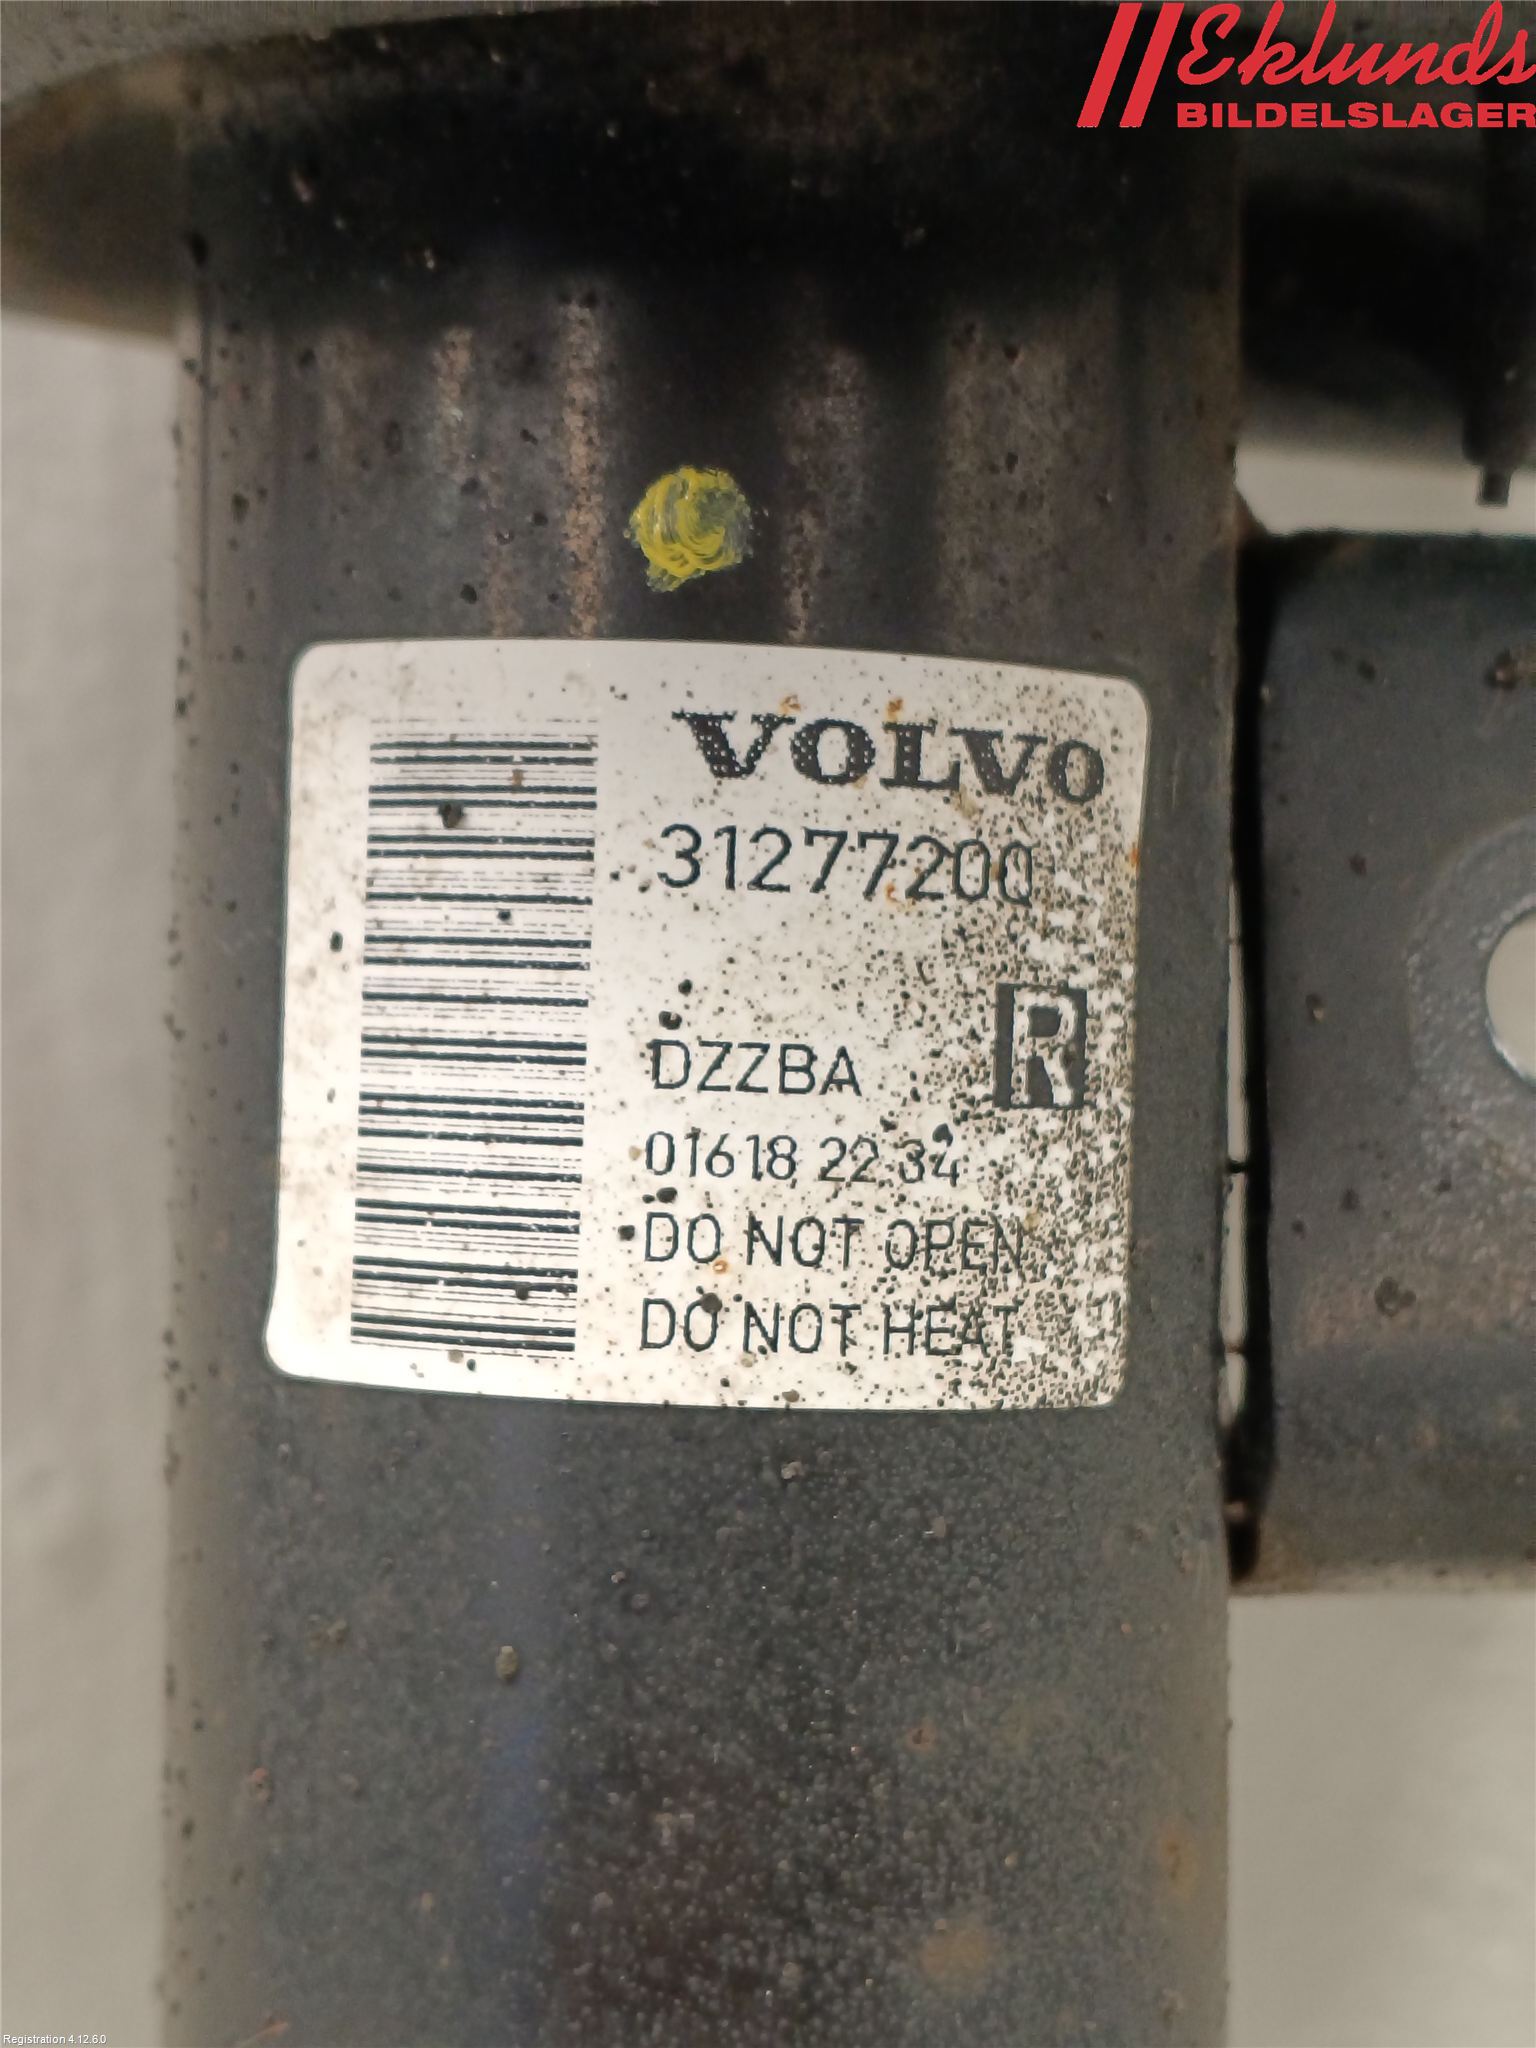 Eklunds
BILDELSLAGER
VOLVO
31277200
R
DZZBA
01618 22 34
DO NOT OPEN
DO NOT HEAT
Registration 4.12.6.0